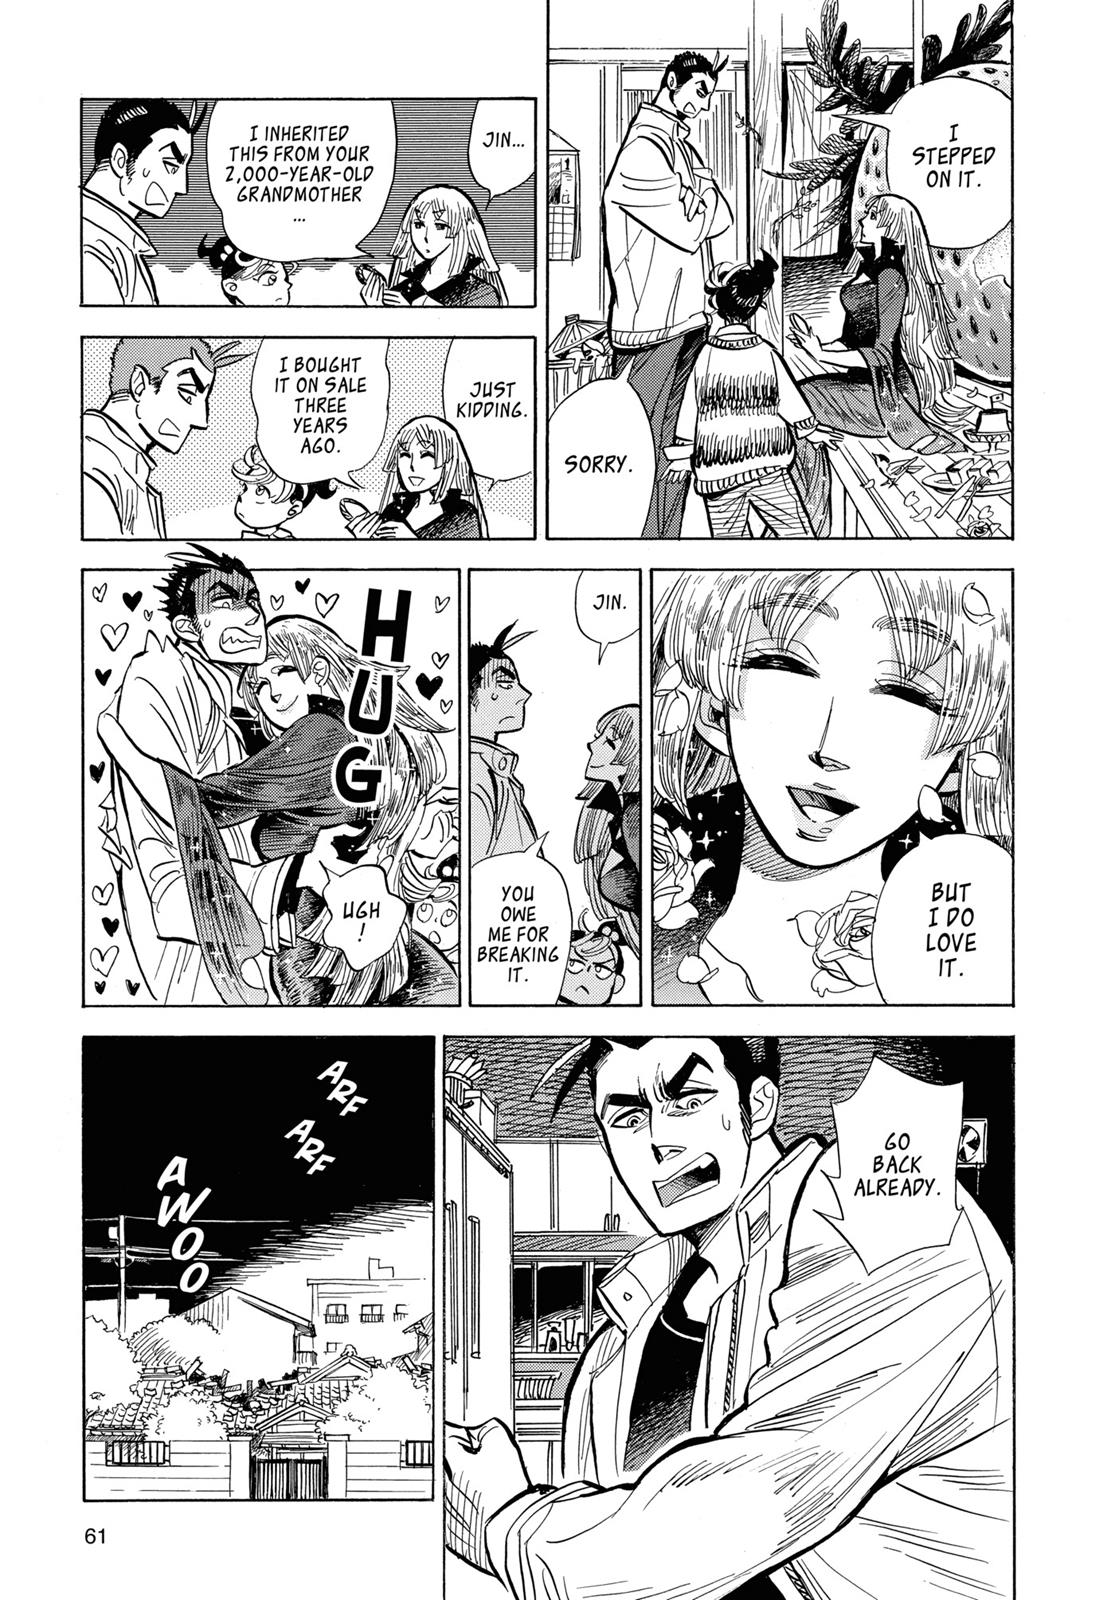 I
STEPPED
ON IT.
SORRY.
1
JIN...
I INHERITED
THIS FROM YOUR
2,000-YEAR-OLD
GRANDMOTHER
...
JUST
KIDDING.
I BOUGHT
IT ON SALE
THREE
YEARS
AGO.
BUT
I DO
LOVE
IT.
JIN.
YOU
OWE
ME FOR
BREAKING
IT.
HUG
UGH
!
GO
BACK
ALREADY.
ARF
ARF
AWOOO
61